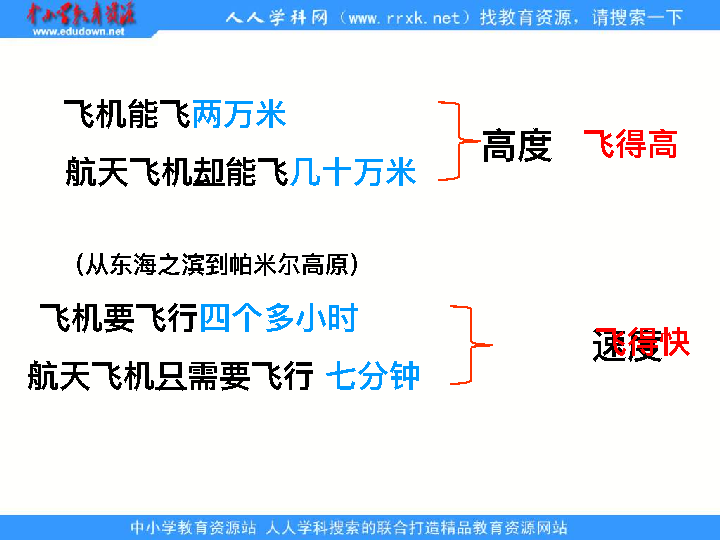 中小学教育资源
www.edudown.net
人人学科网（www.rrxk.net）找教育资源，请搜索一下
飞机能飞两万米
航天飞机却能飞几十万米
高度
飞得高
（从东海之滨到帕米尔高原）
飞机要飞行四个多小时
航天飞机只需要飞行 七分钟
速度
飞得快
中小学教育资源站 人人学科搜索的联合打造精品教育资源网站